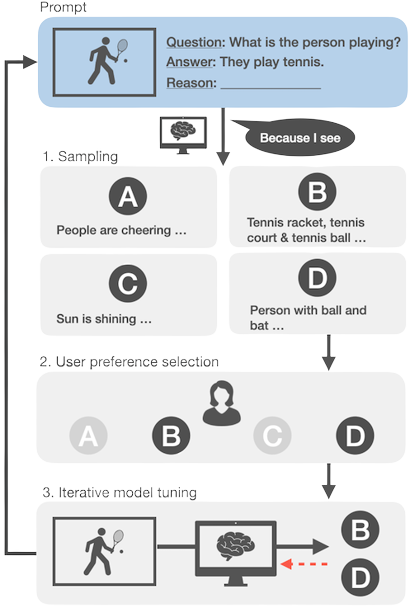 Prompt
Question: What is the person playing?
Answer: They play tennis.
Reason: _______________
Because I see
1. Sampling
A
People are cheering ...
B
Tennis racket, tennis
court & tennis ball ...
C
Sun is shining ...
D
Person with ball and
bat ...
2. User preference selection
A
B
C
D
3. Iterative model tuning
B
D